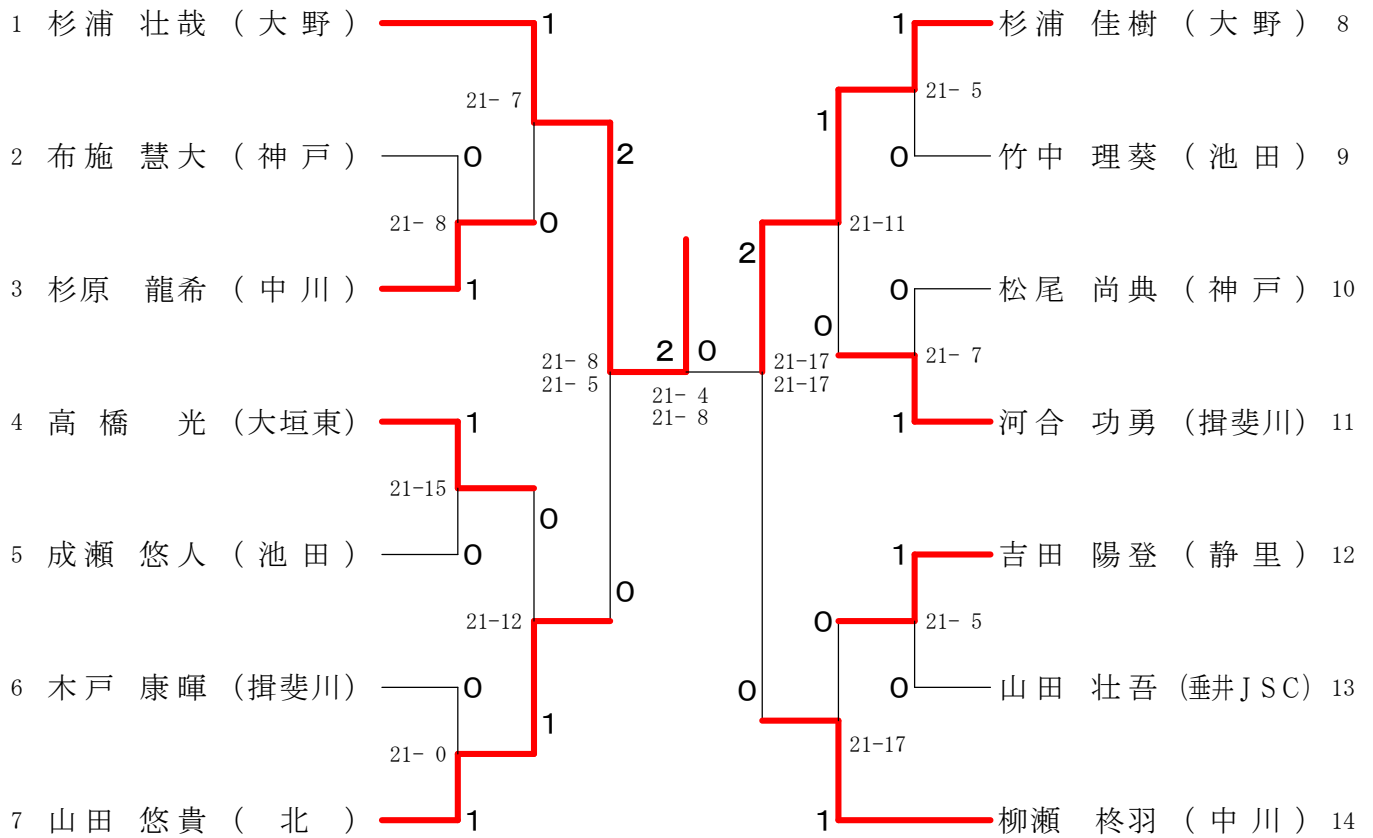 1 杉浦 壮哉 (大野) 1
1 杉浦 佳樹 (大野) 8
21- 7
21- 5
1
2 布施 慧大 (神戸) 0
2
0 竹中 理葵 (池田) 9
21- 8
0
21-11
2
3 杉原 龍希 (中川) 1
0 松尾 尚典 (神戸) 10
0
21- 8
21- 5
2 0
21- 4
21- 8
21-17
21-17
21- 7
4 高橋 光 (大垣東) 1
1 河合 功勇 (揖斐川) 11
21-15
0
5 成瀬 悠人 (池田) 0
1 吉田 陽登 (静里) 12
0
21-12
0
21- 5
6 木戸 康暉 (揖斐川) 0
0
0 山田 壮吾 (垂井JSC) 13
1
21- 0
21-17
7 山田 悠貴 (北) 1
1 柳瀬 柊羽 (中川) 14